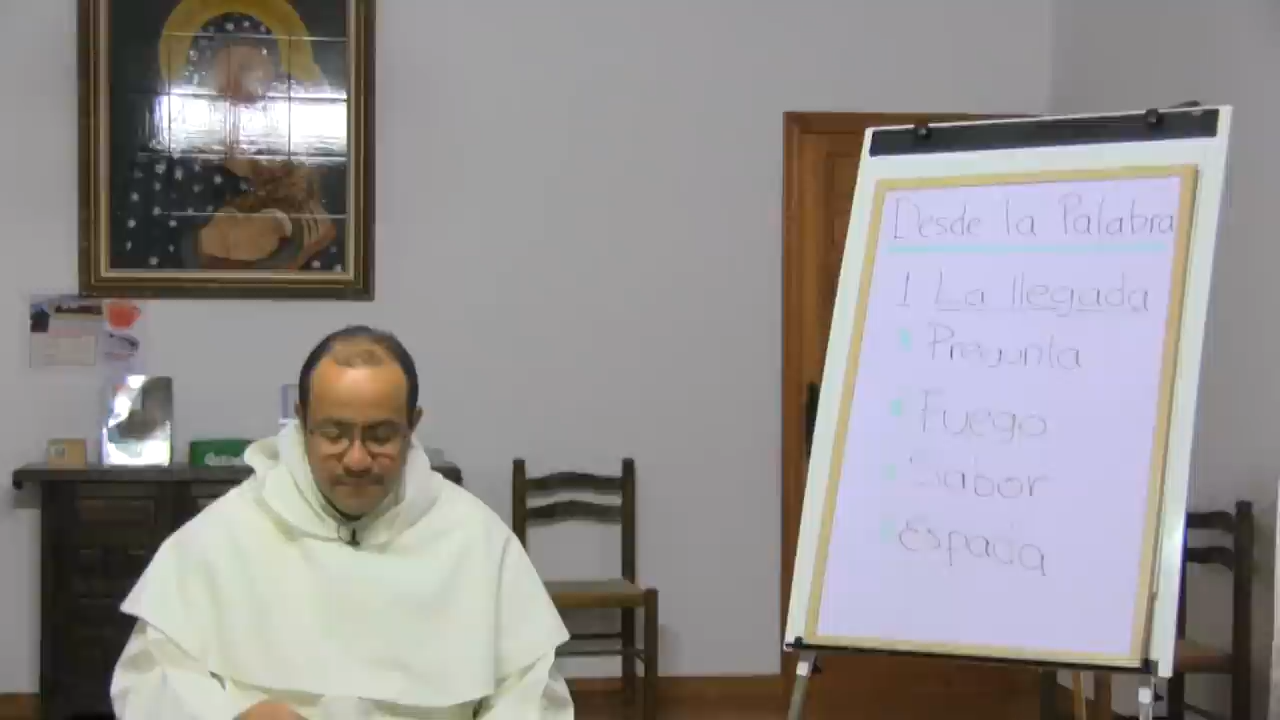 Desde la Palabra
1 La llegada
Pregunta
Fuego
Sabor
Espada